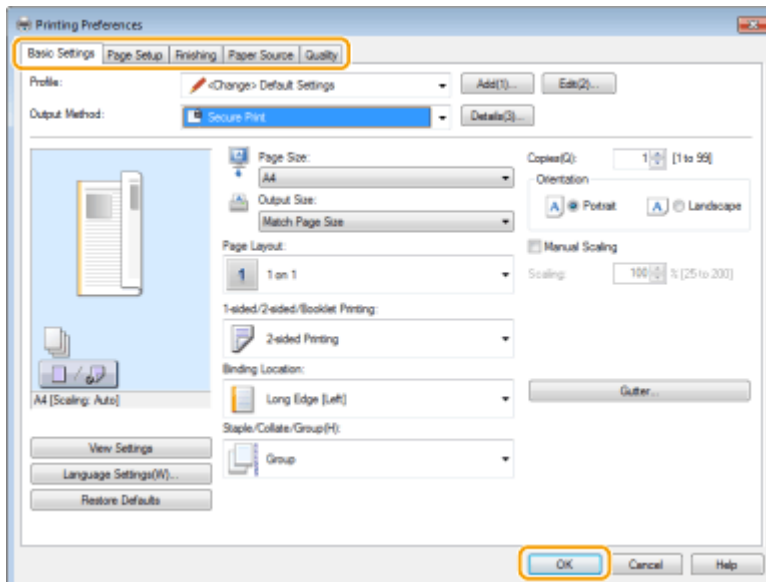 Printing Preferences
Basic Settings Page Setup Finishing Paper Source Quality
Profile: <Change> Default Settings Add(1)... Edit(2)...
Output Method: Secure Print Details(3)...
Page Size: Copies(Q): 1 [1 to 99]
A4 Orientation
Output Size: A Portrait A Landscape
Match Page Size
Page Layout: Manual Scaling
1 1 on 1 Scaling: 100 % [25 to 200]
1-sided/2-sided/Booklet Printing:
2-sided Printing
Binding Location:
A4 [Scaling: Auto] Long Edge [Left] Gutter...
Staple/Collate/Group(H):
View Settings Group
Language Settings(W)...
Restore Defaults
OK Cancel Help